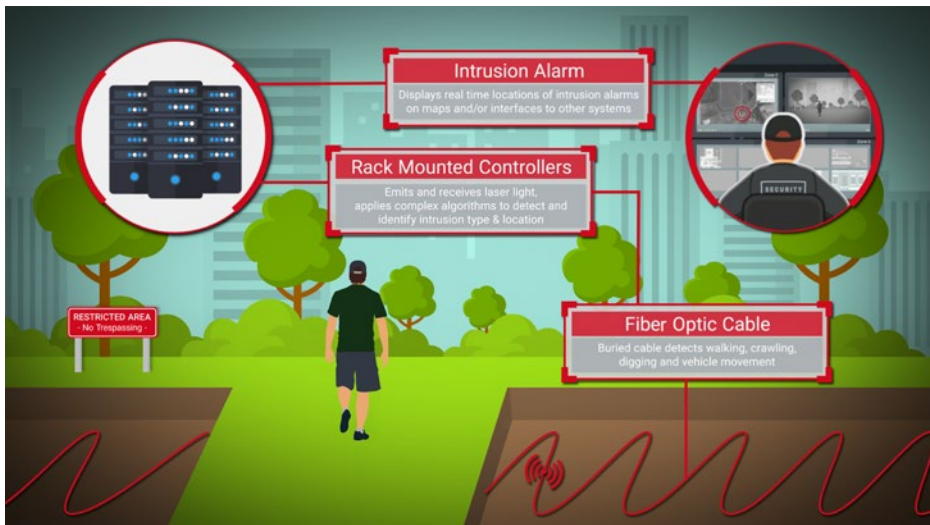 Intrusion Alarm
Displays real time locations of intrusion alarms
on maps and/or interfaces to other systems
Rack Mounted Controllers
Emits and receives laser light,
applies complex algorithms to detect and
identify intrusion type & location
SECURITY
RESTRICTED AREA
- No Trespassing -
Fiber Optic Cable
Buried cable detects walking, crawling,
digging and vehicle movement